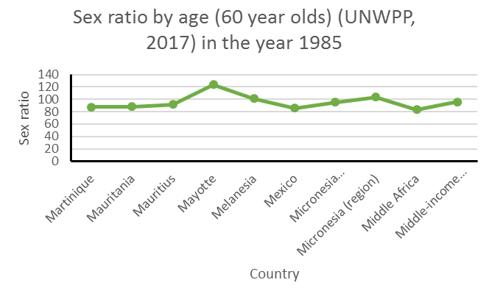 Sex ratio by age (60 year olds) (UNWPP,
2017) in the year 1985
Sex ratio
140
120
100
80
60
40
20
0
Martinique
Mauritania
Mauritius
Mayotte
Melanesia
Mexico
Micronesia...
Micronesia (region)
Middle Africa
Middle-income...
Country